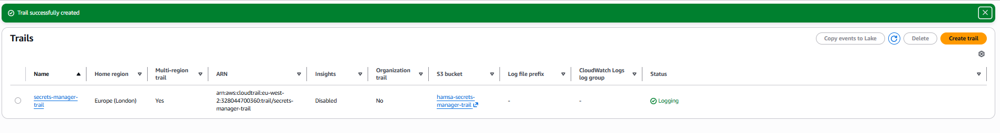 Trail successfully created
Trails
Copy events to Lake
Delete
Create trail
Name
Home region
Multi-region
trail
ARN
Insights
Organization
trail
S3 bucket
Log file prefix
CloudWatch Logs
log group
Status
secrets-manager-
trail
Europe (London)
Yes
arn:aws:cloudtrail:eu-west-
2:328044700360:trail/secrets-
manager-trail
Disabled
No
hamsa-secrets-
manager-trail
-
-
Logging